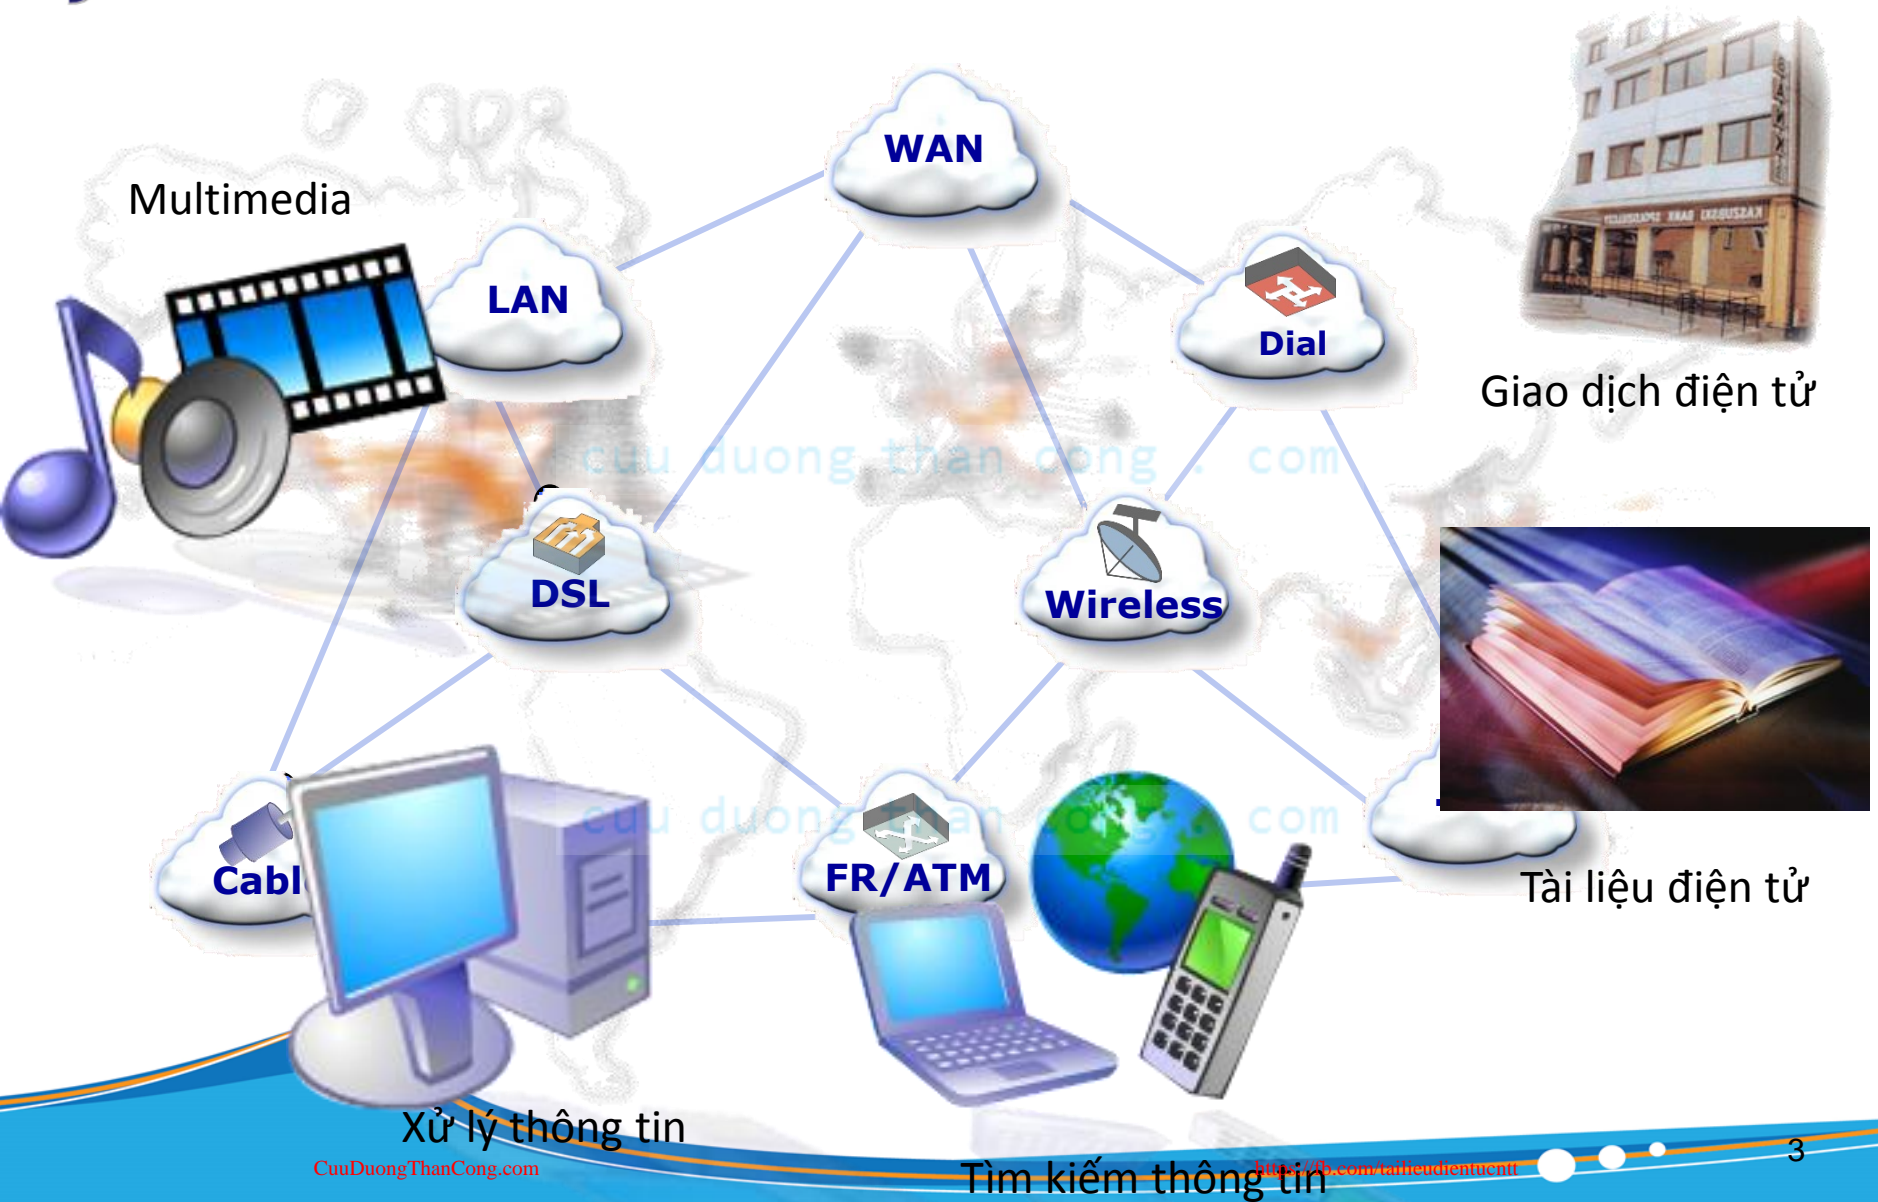 WAN
Multimedia
LAN
Dial
Giao dịch điện tử
cuu duong than cong . com
DSL
Wireless
cuu duong than cong . com
FR/ATM
Tài liệu điện tử
Xử lý thông tin
3
CuuDuongThanCong.com
Tìm kiếm thông tin
https://fb.com/tailieudientucntt